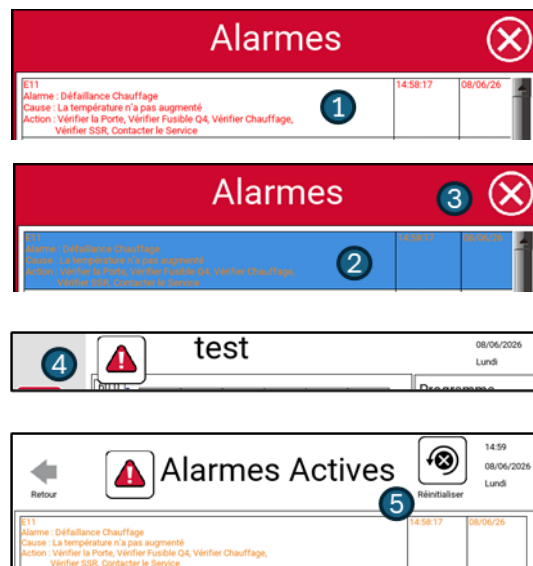 Alarmes
E11 14:58:17 08/06/26
Alarme : Défaillance Chauffage
Cause : La température n'a pas augmenté
Action : Vérifier la Porte, Vérifier Fusible Q4, Vérifier Chauffage,
Vérifier SSR, Contacter le Service
1
Alarmes
3
E11 14:58:17 08/06/26
Alarme : Défaillance Chauffage
Cause : La température n'a pas augmenté
Action : Vérifier la Porte, Vérifier Fusible Q4, Vérifier Chauffage,
Vérifier SSR, Contacter le Service
2
4
test
08/06/2026
Lundi
Programme
Retour
Alarmes Actives
Réinitialiser
14:59
08/06/2026
Lundi
5
E11 14:58:17 08/06/26
Alarme : Défaillance Chauffage
Cause : La température n'a pas augmenté
Action : Vérifier la Porte, Vérifier Fusible Q4, Vérifier Chauffage,
Vérifier SSR, Contacter le Service